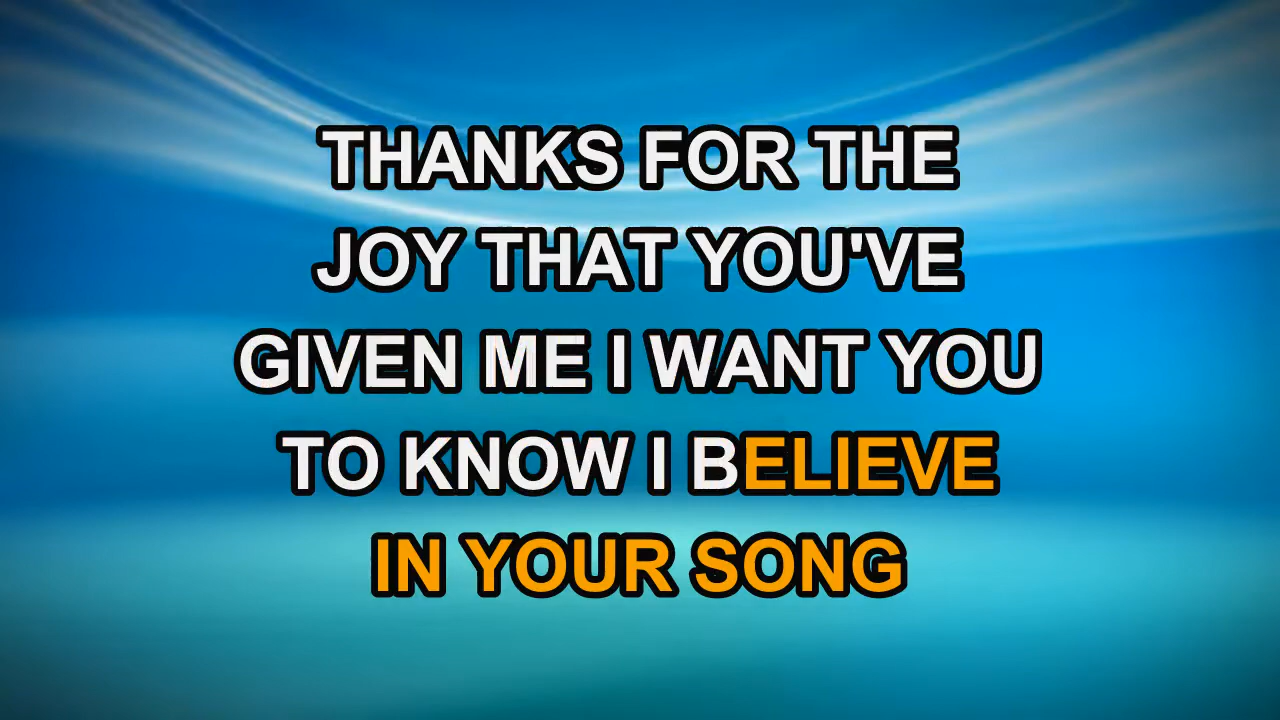 THANKS FOR THE
JOY THAT YOU'VE
GIVEN ME I WANT YOU
TO KNOW I BELIEVE
IN YOUR SONG